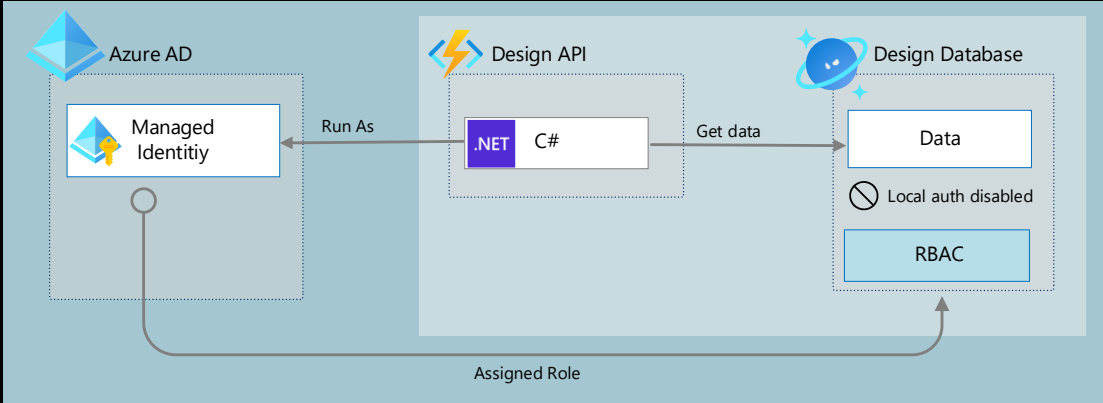 Azure AD
Design API
Design Database
Managed
Identitiy
Run As
.NET
C#
Get data
Data
Local auth disabled
RBAC
Assigned Role